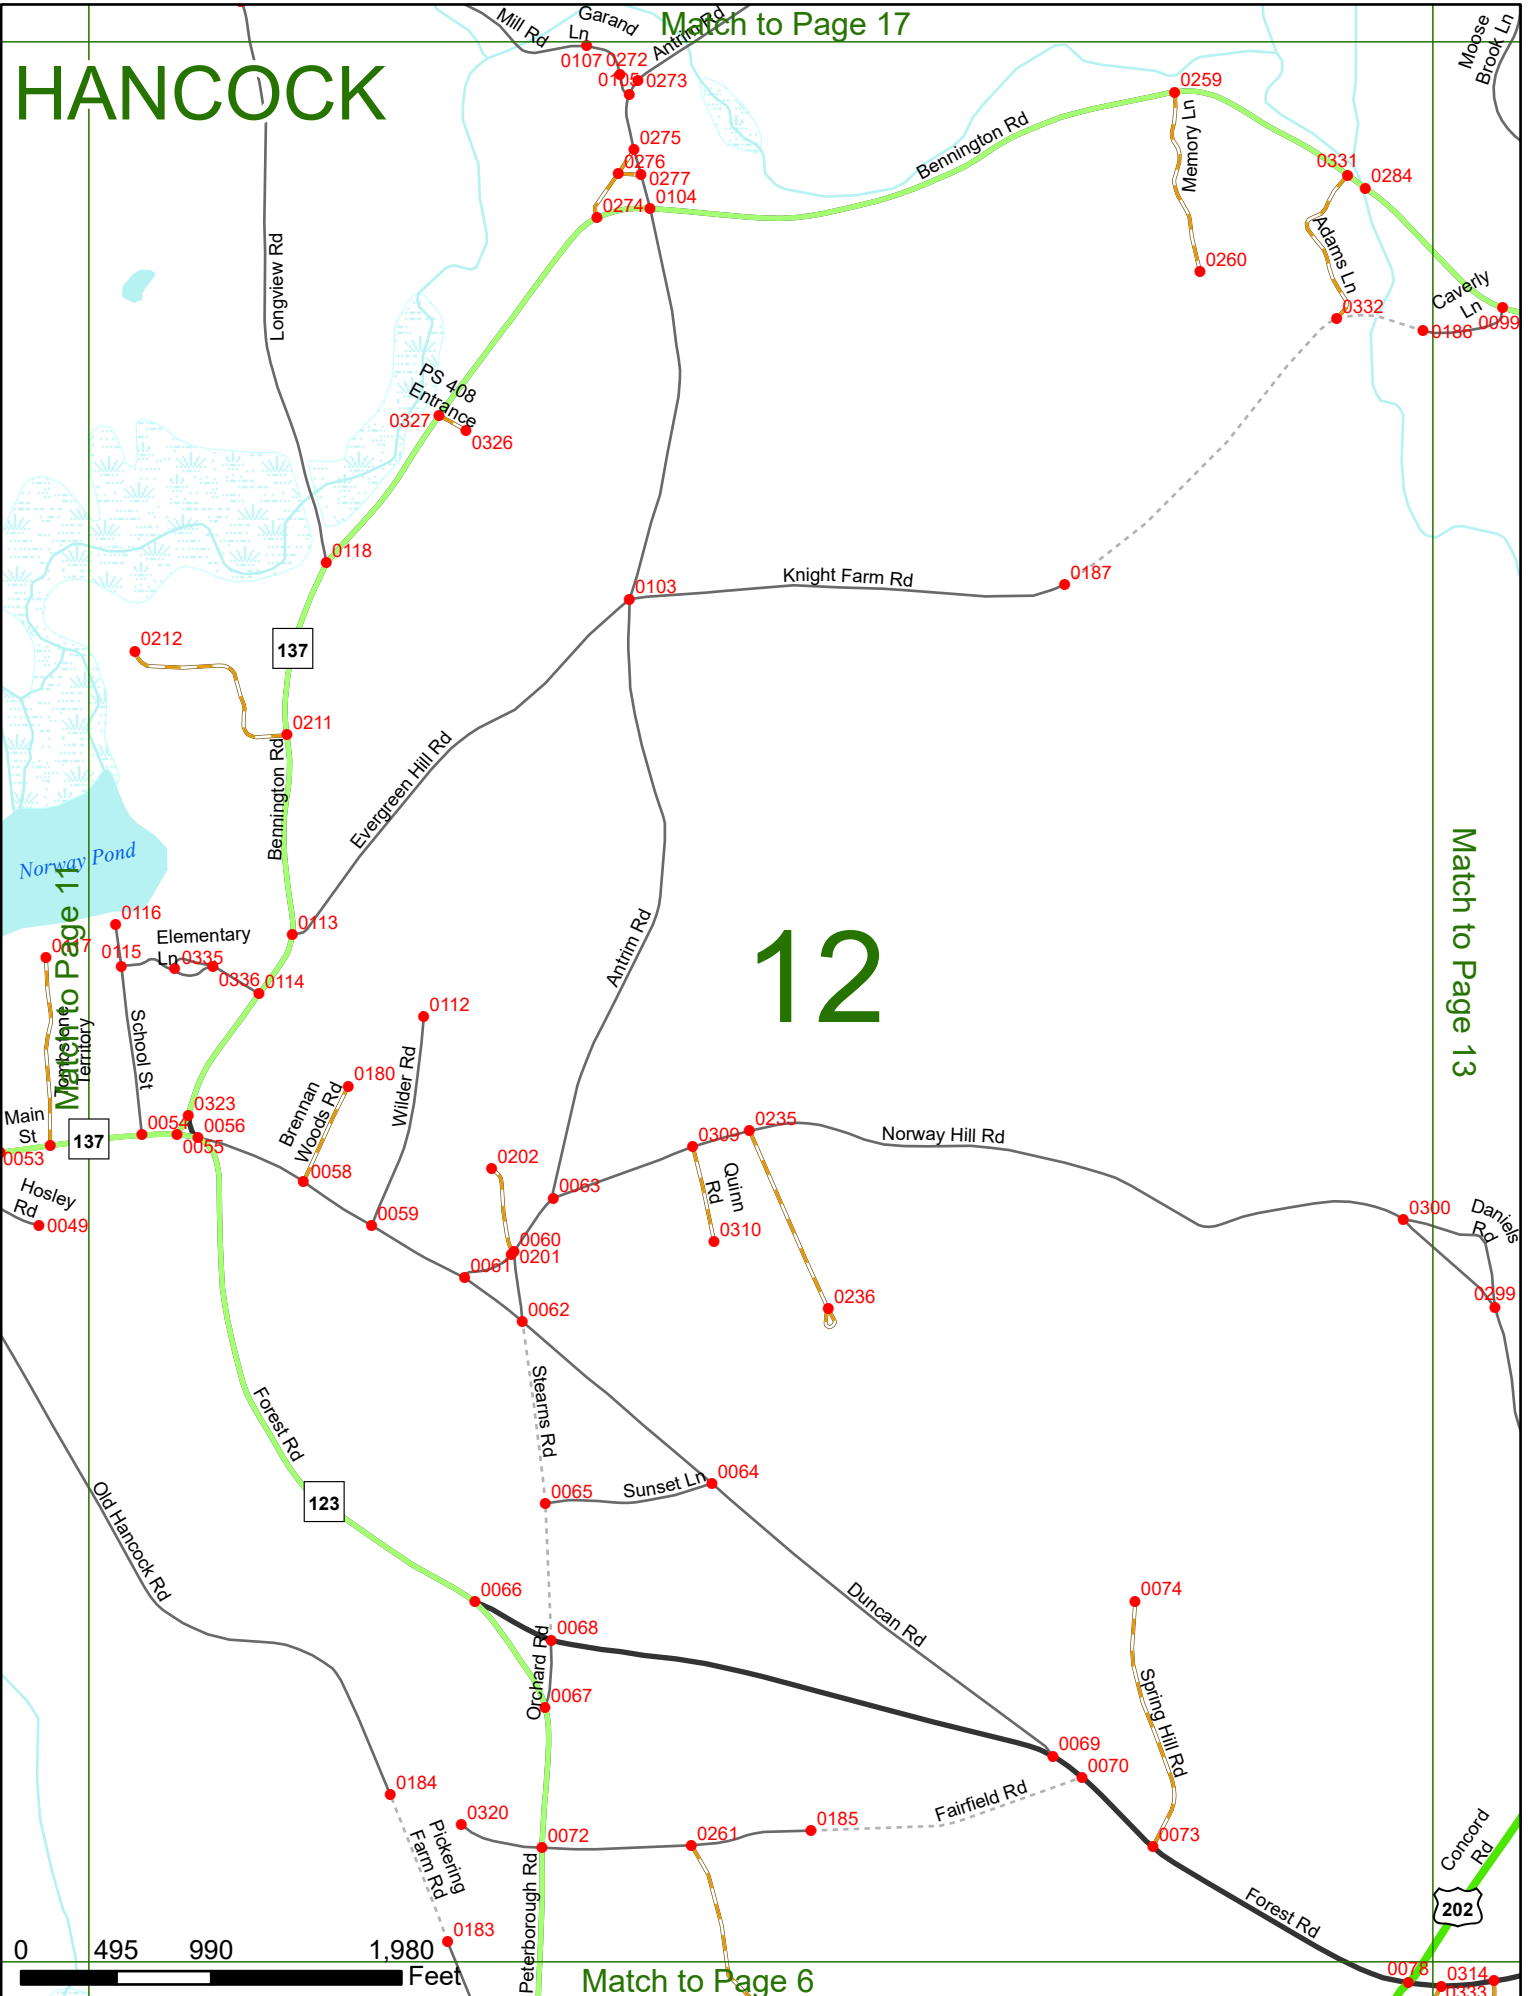 Match to Page 17
HANCOCK
Mill Rd
Garand
Ln
Antrim Rd
Moose
Brook Ln
0107
0272
0105
0273
0259
0275
0276
0277
0274
0104
Bennington Rd
Memory Ln
0331
0284
Adams Ln
0260
0332
Caverly
Ln
0186
0099
Longview Rd
PS 408
Entrance
0327
0326
0118
0103
Knight Farm Rd
0187
137
0212
0211
Bennington Rd
Evergreen Hill Rd
Norway Pond
Match to Page 11
Match to Page 13
0116
0113
Elementary
Ln
0117
0115
0335
0336
0114
Antrim Rd
12
0112
School St
Tombstone
Territory
Wilder Rd
0180
Brennan
Woods Rd
Main
St
0323
0054
0056
0055
137
0053
0235
0309
Norway Hill Rd
0202
Quinn
Rd
0058
0063
Hosley
Rd
0049
0059
0310
0300
Daniels
Rd
0060
0201
0061
0062
0236
0299
Stearns Rd
Forest Rd
Old Hancock Rd
123
0065
Sunset Ln
0064
0066
Duncan Rd
0074
0068
Orchard Rd
0067
Spring Hill Rd
0069
0070
0184
0320
Pickering
Farm Rd
0185
Fairfield Rd
0072
0261
0073
Concord
Rd
Peterborough Rd
Forest Rd
202
0183
0 495 990 1,980
Feet
Match to Page 6
0078
0314
0333